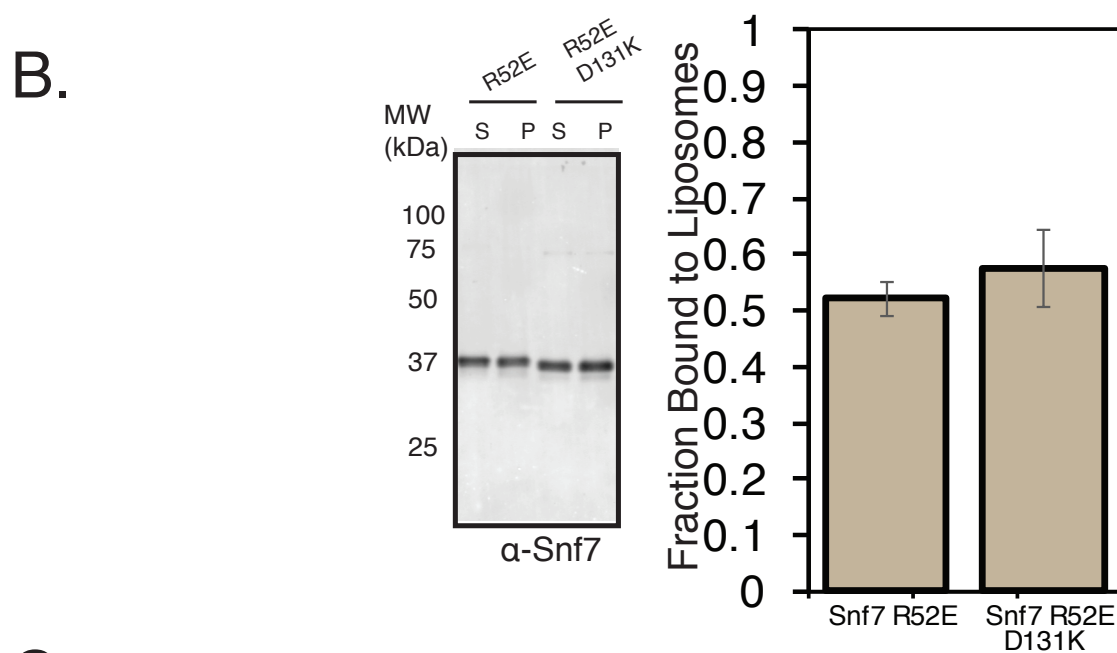 B.
R52E
R52E
D131K
MW
(kDa)
S P S P
100
75
50
37
25
α-Snf7
Fraction Bound to Liposomes
1
0.9
0.8
0.7
0.6
0.5
0.4
0.3
0.2
0.1
0
Snf7 R52E
Snf7 R52E
D131K